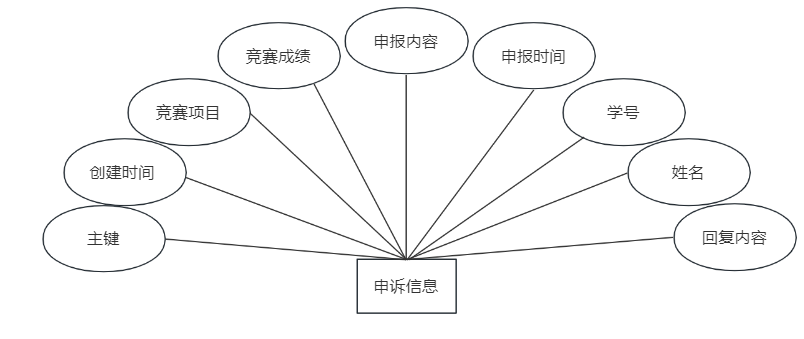 申报内容
竞赛成绩
申报时间
竞赛项目
学号
创建时间
姓名
主键
回复内容
申诉信息